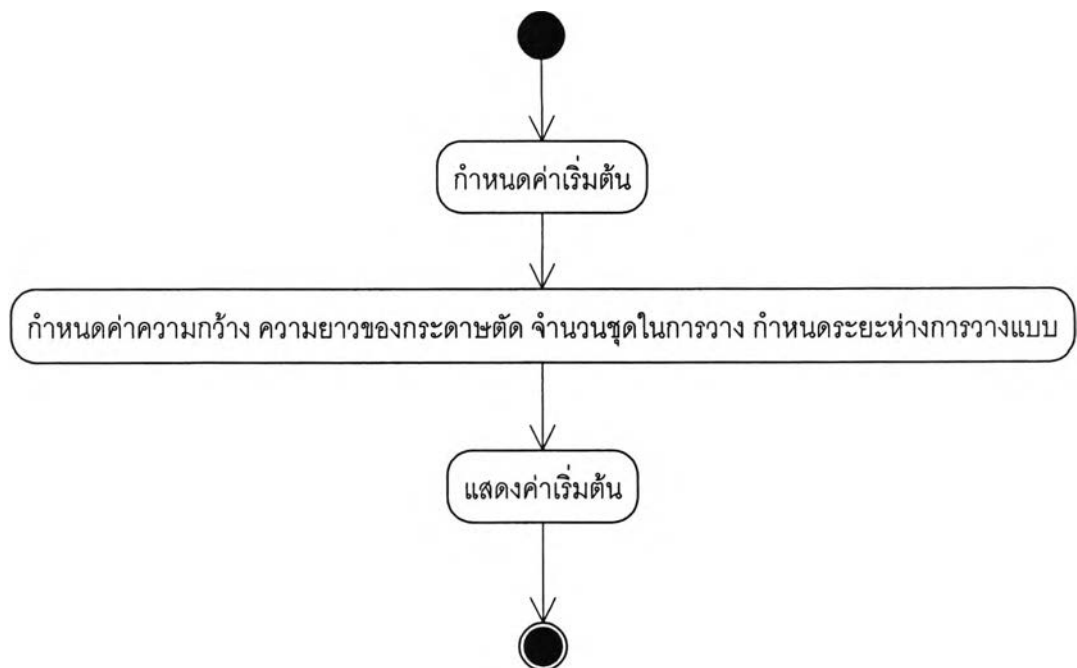 กำหนดค่าเริ่มต้น
กำหนดค่าความกว้าง ความยาวของกระดาษตัด จำนวนชุดในการวาง กำหนดระยะห่างการวางแบบ
แสดงค่าเริ่มต้น